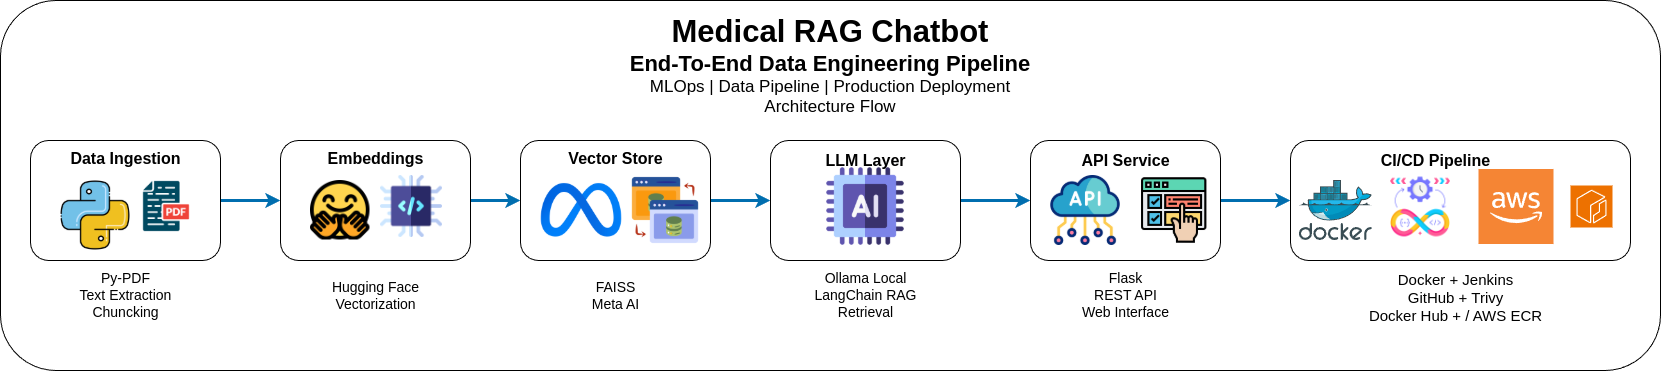 Medical RAG Chatbot
End-To-End Data Engineering Pipeline
MLOps | Data Pipeline | Production Deployment
Architecture Flow
Data Ingestion
PDF
Py-PDF
Text Extraction
Chuncking
Embeddings
</>
Hugging Face
Vectorization
Vector Store
FAISS
Meta AI
LLM Layer
AI
Ollama Local
LangChain RAG
Retrieval
API Service
API
Flask
REST API
Web Interface
CI/CD Pipeline
docker
aws
Docker + Jenkins
GitHub + Trivy
Docker Hub + / AWS ECR